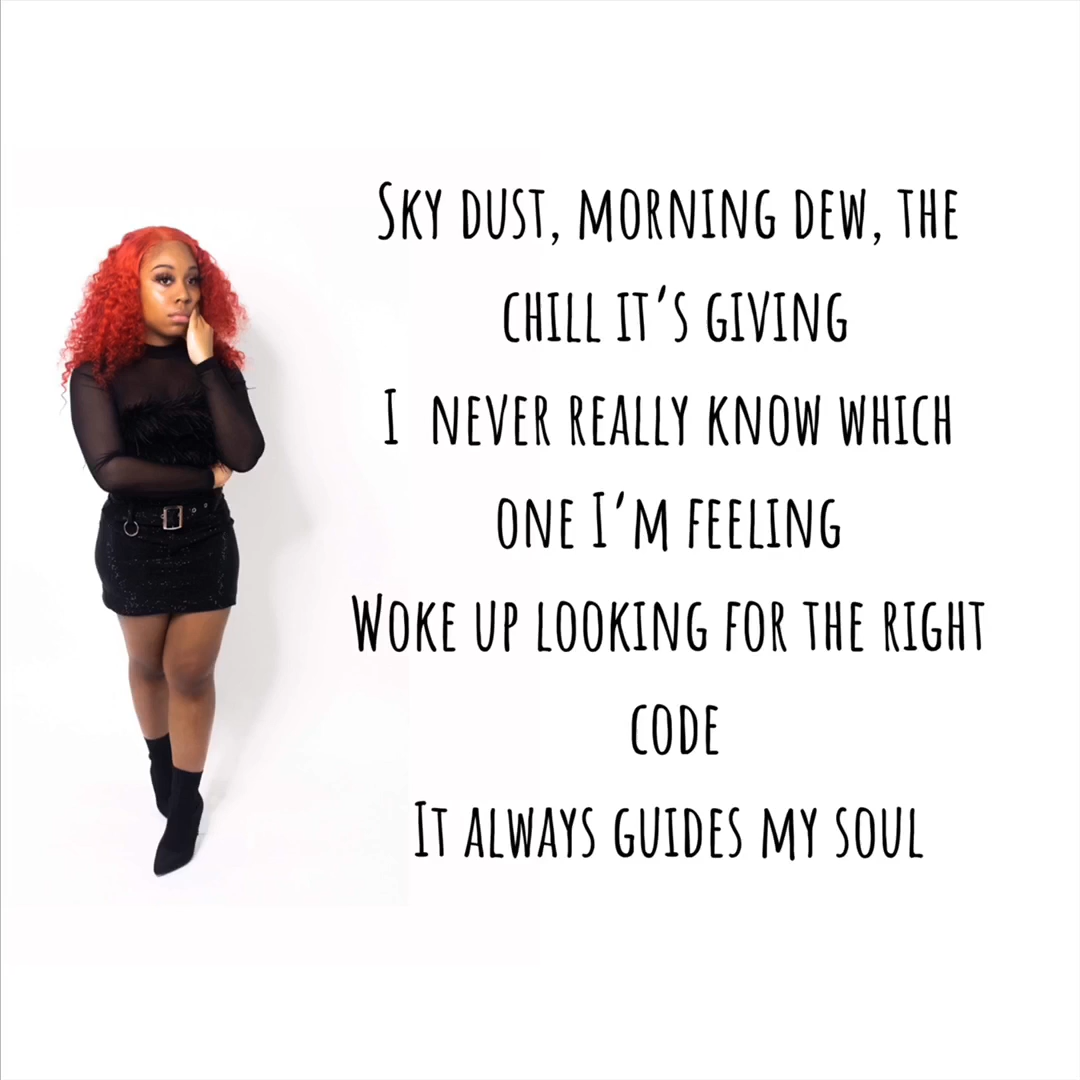 Sky dust, morning dew, the
chill it's giving
I never really know which
one I'm feeling
Woke up looking for the right
code
It always guides my soul